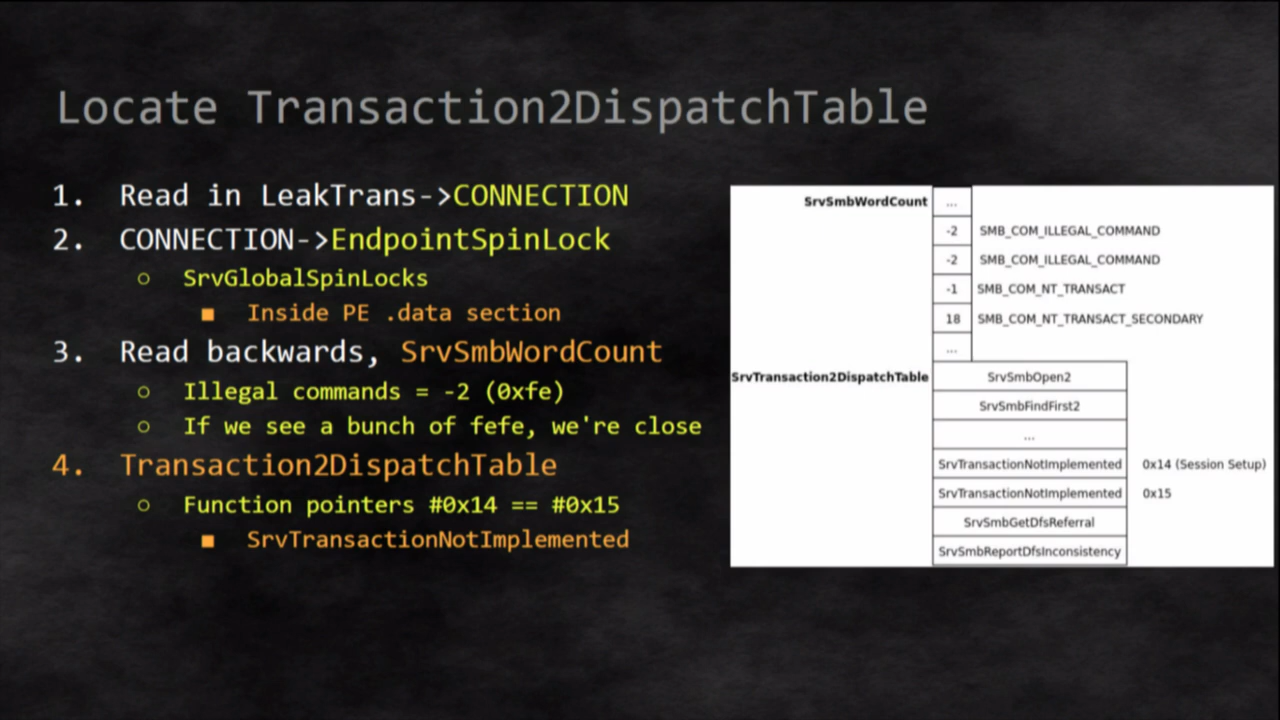 Locate Transaction2DispatchTable
1. Read in LeakTrans->CONNECTION
2. CONNECTION->EndpointSpinLock
○ SrvGlobalSpinLocks
■ Inside PE .data section
3. Read backwards, SrvSmbWordCount
○ Illegal commands = -2 (0xfe)
○ If we see a bunch of fefe, we're close
4. Transaction2DispatchTable
○ Function pointers #0x14 == #0x15
■ SrvTransactionNotImplemented
SrvSmbWordCount ...
-2 SMB_COM_ILLEGAL_COMMAND
-2 SMB_COM_ILLEGAL_COMMAND
-1 SMB_COM_NT_TRANSACT
18 SMB_COM_NT_TRANSACT_SECONDARY
...
SrvTransaction2DispatchTable SrvSmbOpen2
SrvSmbFindFirst2
...
SrvTransactionNotImplemented 0x14 (Session Setup)
SrvTransactionNotImplemented 0x15
SrvSmbGetDfsReferral
SrvSmbReportDfsInconsistency